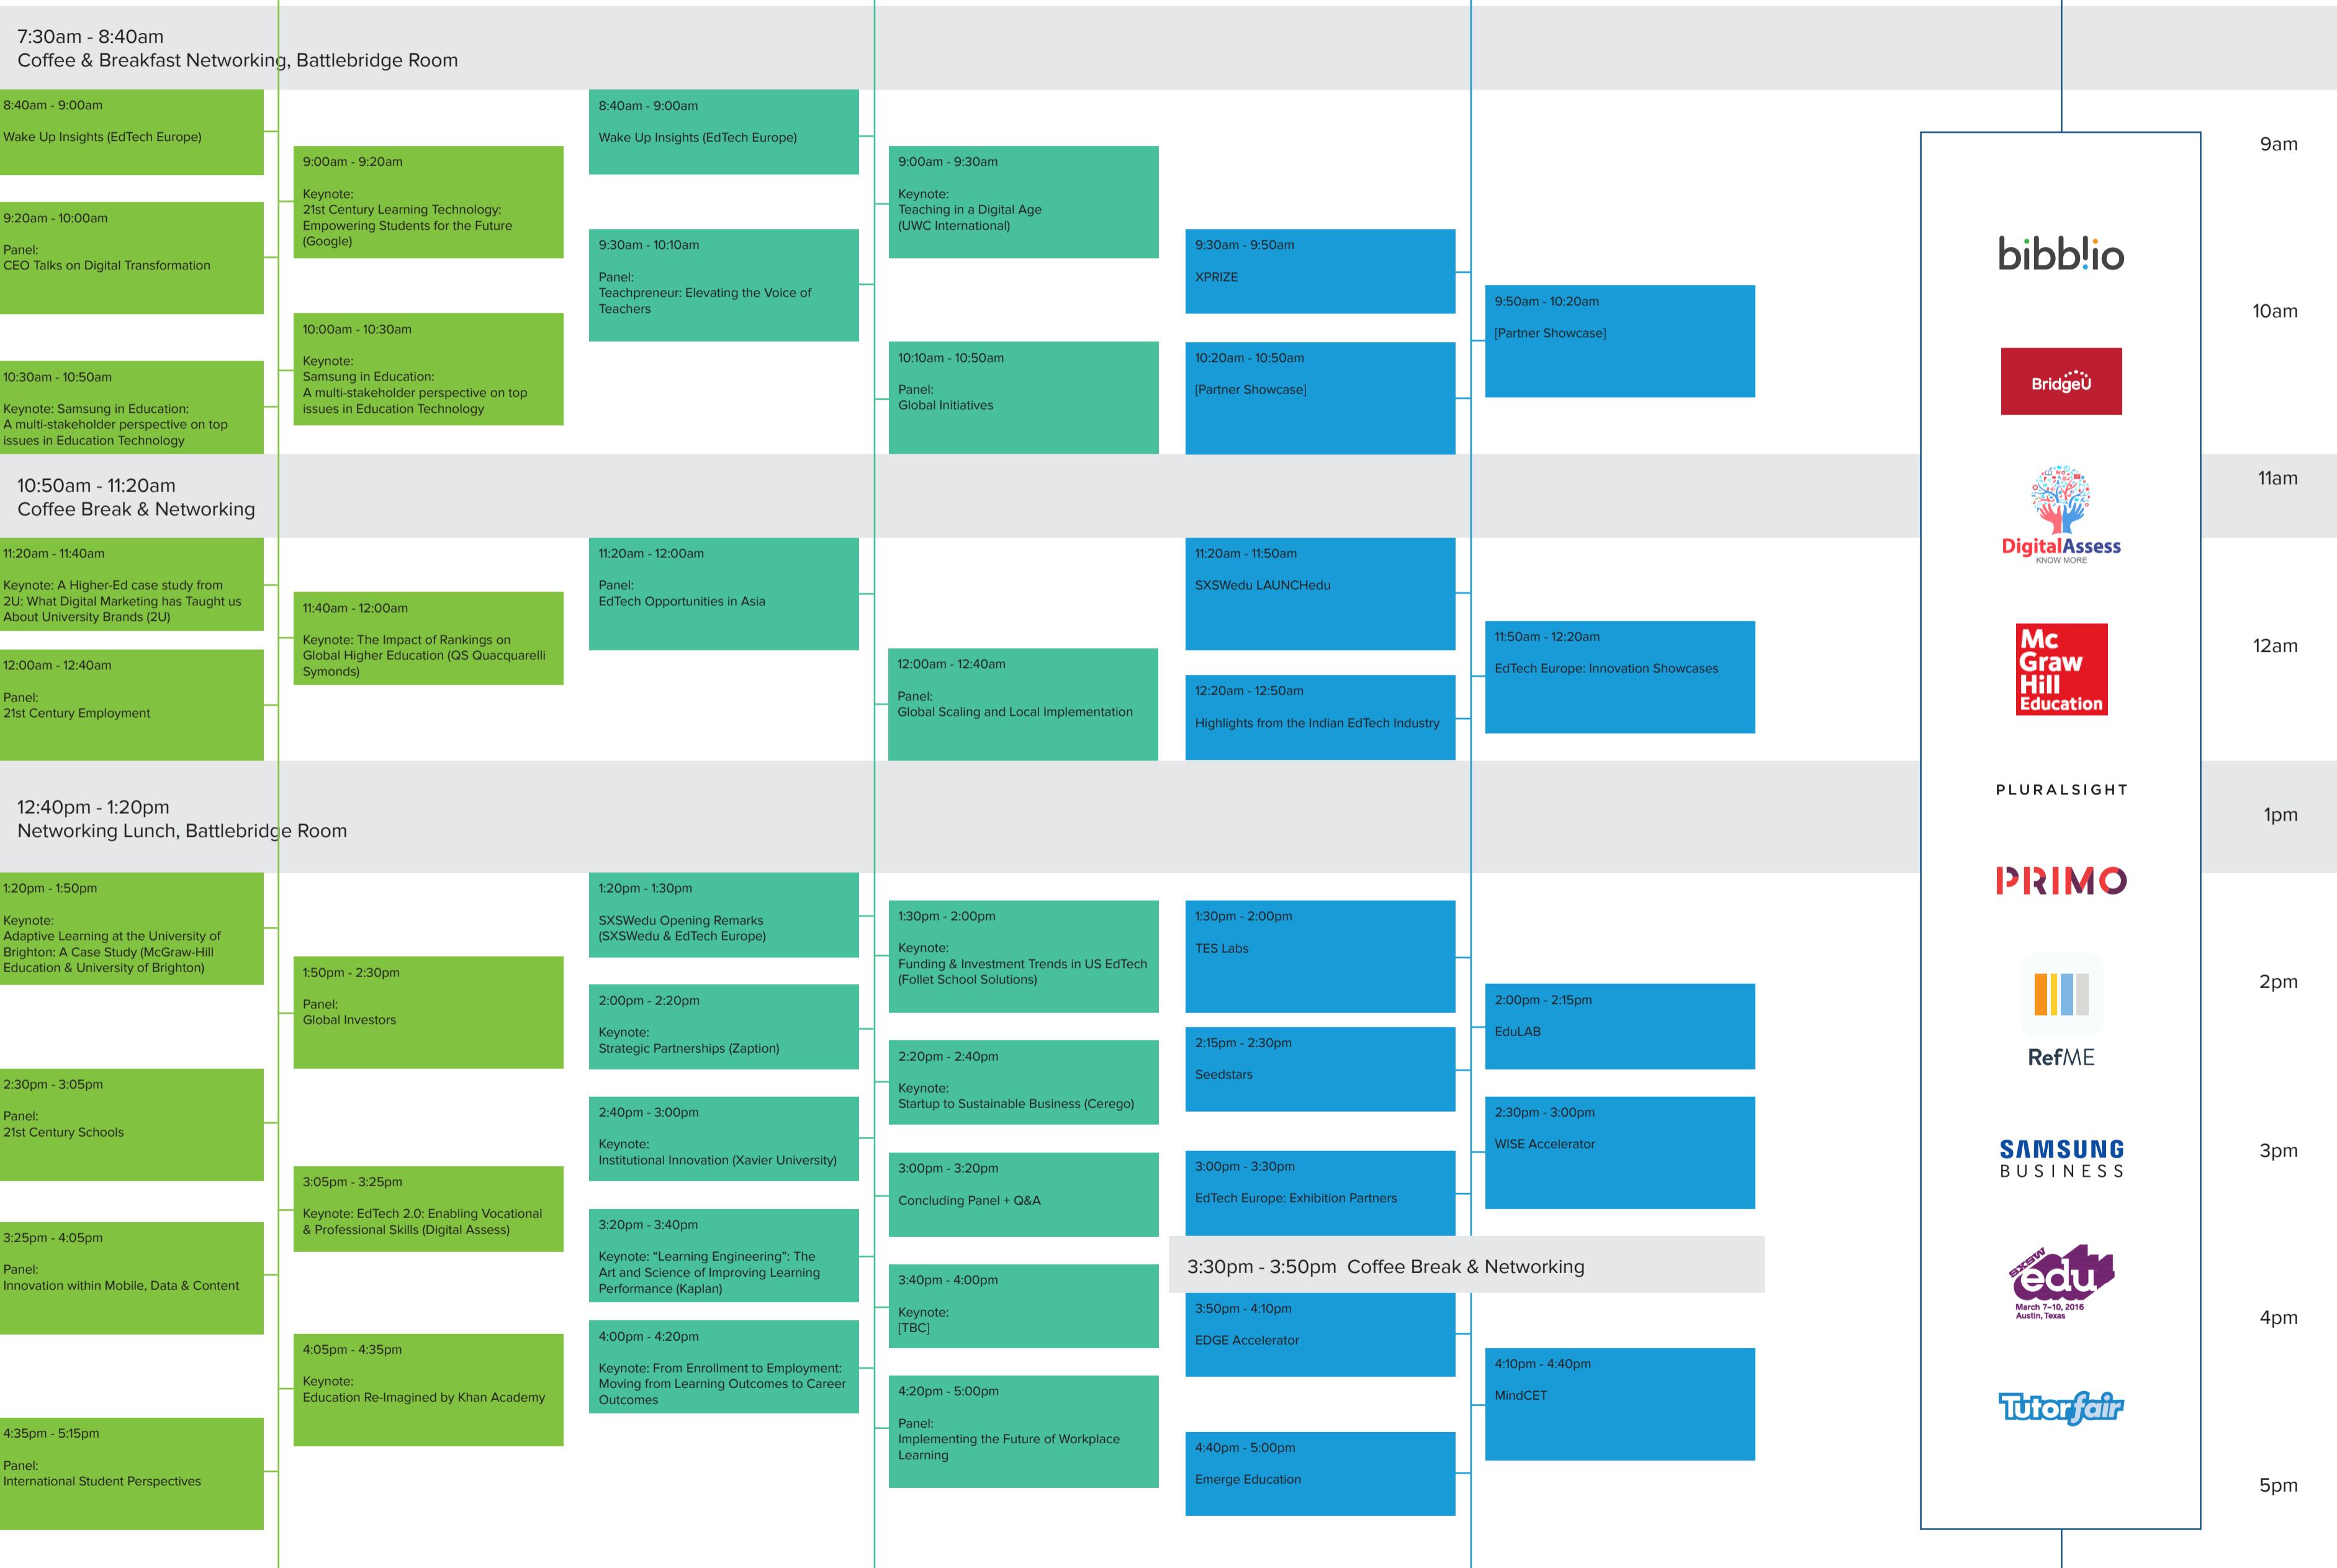 7:30am - 8:40am
Coffee & Breakfast Networking, Battlebridge Room
8:40am - 9:00am
Wake Up Insights (EdTech Europe)
9:00am - 9:20am
Keynote:
21st Century Learning Technology:
Empowering Students for the Future
(Google)
9:20am - 10:00am
Panel:
CEO Talks on Digital Transformation
10:00am - 10:30am
Keynote:
Samsung in Education:
A multi-stakeholder perspective on top
issues in Education Technology
10:30am - 10:50am
Keynote: Samsung in Education:
A multi-stakeholder perspective on top
issues in Education Technology
8:40am - 9:00am
Wake Up Insights (EdTech Europe)
9:00am - 9:30am
Keynote:
Teaching in a Digital Age
(UWC International)
9:30am - 10:10am
Panel:
Teachpreneur: Elevating the Voice of
Teachers
10:10am - 10:50am
Panel:
Global Initiatives
9:30am - 9:50am
XPRIZE
9:50am - 10:20am
[Partner Showcase]
10:20am - 10:50am
[Partner Showcase]
10:50am - 11:20am
Coffee Break & Networking
11:20am - 11:40am
Keynote: A Higher-Ed case study from
2U: What Digital Marketing has Taught us
About University Brands (2U)
11:40am - 12:00am
Keynote: The Impact of Rankings on
Global Higher Education (QS Quacquarelli
Symonds)
12:00am - 12:40am
Panel:
21st Century Employment
11:20am - 12:00am
Panel:
EdTech Opportunities in Asia
12:00am - 12:40am
Panel:
Global Scaling and Local Implementation
11:20am - 11:50am
SXSWedu LAUNCHedu
11:50am - 12:20am
EdTech Europe: Innovation Showcases
12:20am - 12:50am
Highlights from the Indian EdTech Industry
12:40pm - 1:20pm
Networking Lunch, Battlebridge Room
1:20pm - 1:50pm
Keynote:
Adaptive Learning at the University of
Brighton: A Case Study (McGraw-Hill
Education & University of Brighton)
1:50pm - 2:30pm
Panel:
Global Investors
2:30pm - 3:05pm
Panel:
21st Century Schools
3:05pm - 3:25pm
Keynote: EdTech 2.0: Enabling Vocational
& Professional Skills (Digital Assess)
3:25pm - 4:05pm
Panel:
Innovation within Mobile, Data & Content
4:05pm - 4:35pm
Keynote:
Education Re-Imagined by Khan Academy
4:35pm - 5:15pm
Panel:
International Student Perspectives
1:20pm - 1:30pm
SXSWedu Opening Remarks
(SXSWedu & EdTech Europe)
1:30pm - 2:00pm
Keynote:
Funding & Investment Trends in US EdTech
(Follet School Solutions)
2:00pm - 2:20pm
Keynote:
Strategic Partnerships (Zaption)
2:20pm - 2:40pm
Keynote:
Startup to Sustainable Business (Cerego)
2:40pm - 3:00pm
Keynote:
Institutional Innovation (Xavier University)
3:00pm - 3:20pm
Concluding Panel + Q&A
3:20pm - 3:40pm
Keynote: “Learning Engineering”: The
Art and Science of Improving Learning
Performance (Kaplan)
3:40pm - 4:00pm
Keynote:
[TBC]
4:00pm - 4:20pm
Keynote: From Enrollment to Employment:
Moving from Learning Outcomes to Career
Outcomes
4:20pm - 5:00pm
Panel:
Implementing the Future of Workplace
Learning
1:30pm - 2:00pm
TES Labs
2:00pm - 2:15pm
EduLAB
2:15pm - 2:30pm
Seedstars
2:30pm - 3:00pm
WISE Accelerator
3:00pm - 3:30pm
EdTech Europe: Exhibition Partners
3:30pm - 3:50pm Coffee Break & Networking
3:50pm - 4:10pm
EDGE Accelerator
4:10pm - 4:40pm
MindCET
4:40pm - 5:00pm
Emerge Education
bibblio
BridgeU
DigitalAssess
KNOW MORE
Mc
Graw
Hill
Education
PLURALSIGHT
PRIMO
RefME
SAMSUNG
BUSINESS
SXSW
edu
March 7–10, 2016
Austin, Texas
Tutorfair
9am
10am
11am
12am
1pm
2pm
3pm
4pm
5pm